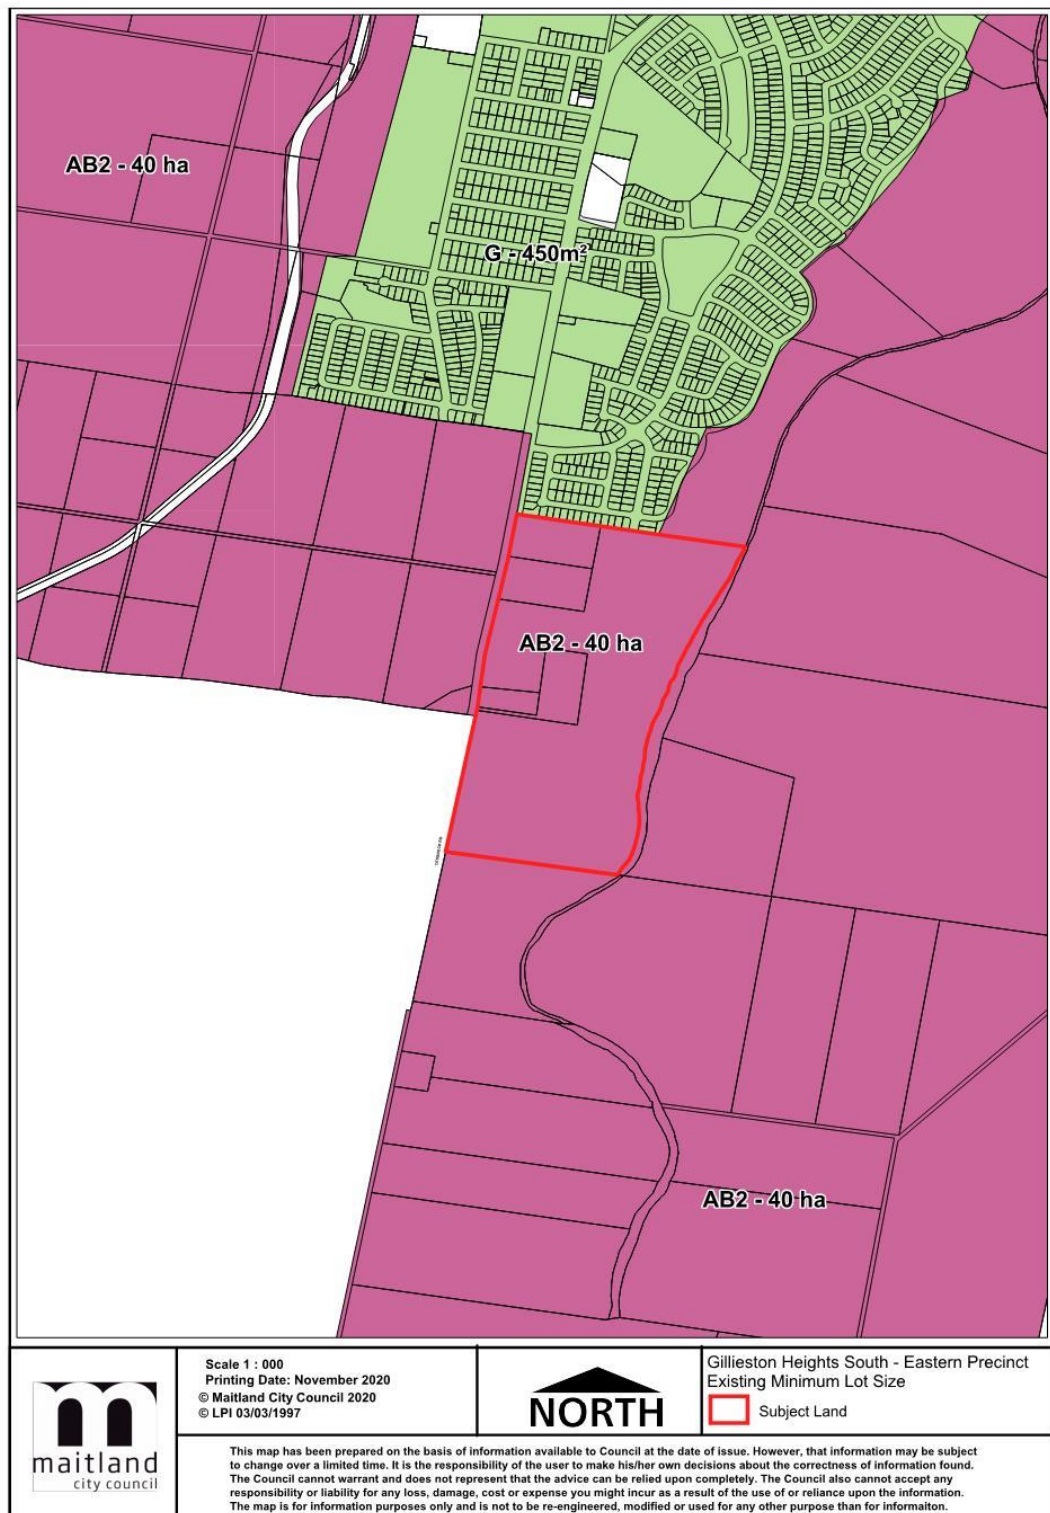 AB2 - 40 ha
G - 450m²
AB2 - 40 ha
AB2 - 40 ha
maitland
city council
Scale 1 : 000
Printing Date: November 2020
© Maitland City Council 2020
© LPI 03/03/1997
NORTH
Gillieston Heights South - Eastern Precinct
Existing Minimum Lot Size
Subject Land
This map has been prepared on the basis of information available to Council at the date of issue. However, that information may be subject
to change over a limited time. It is the responsibility of the user to make his/her own decisions about the correctness of information found.
The Council cannot warrant and does not represent that the advice can be relied upon completely. The Council also cannot accept any
responsibility or liability for any loss, damage, cost or expense you might incur as a result of the use of or reliance upon the information.
The map is for information purposes only and is not to be re-engineered, modified or used for any other purpose than for informaiton.